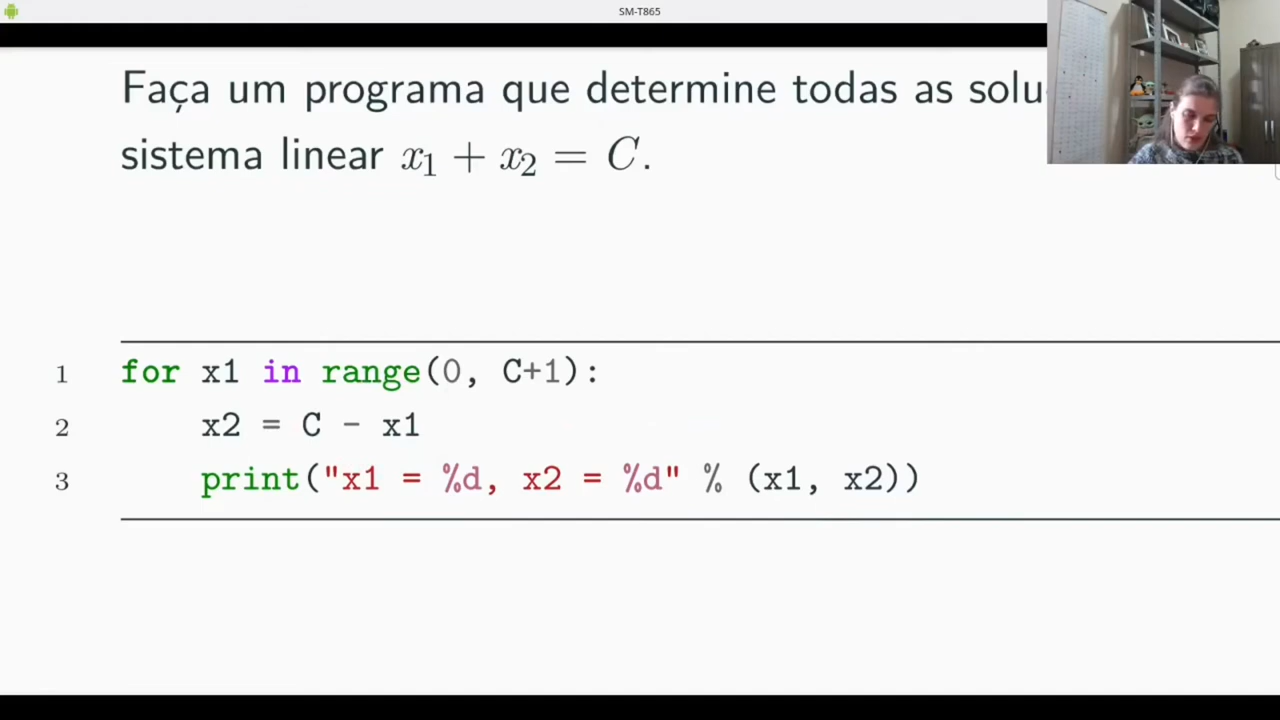 SM-T865
Faça um programa que determine todas as
sistema linear x₁ + x₂ = C.
1 for x1 in range(0, C+1):
2     x2 = C - x1
3     print("x1 = %d, x2 = %d" % (x1, x2))